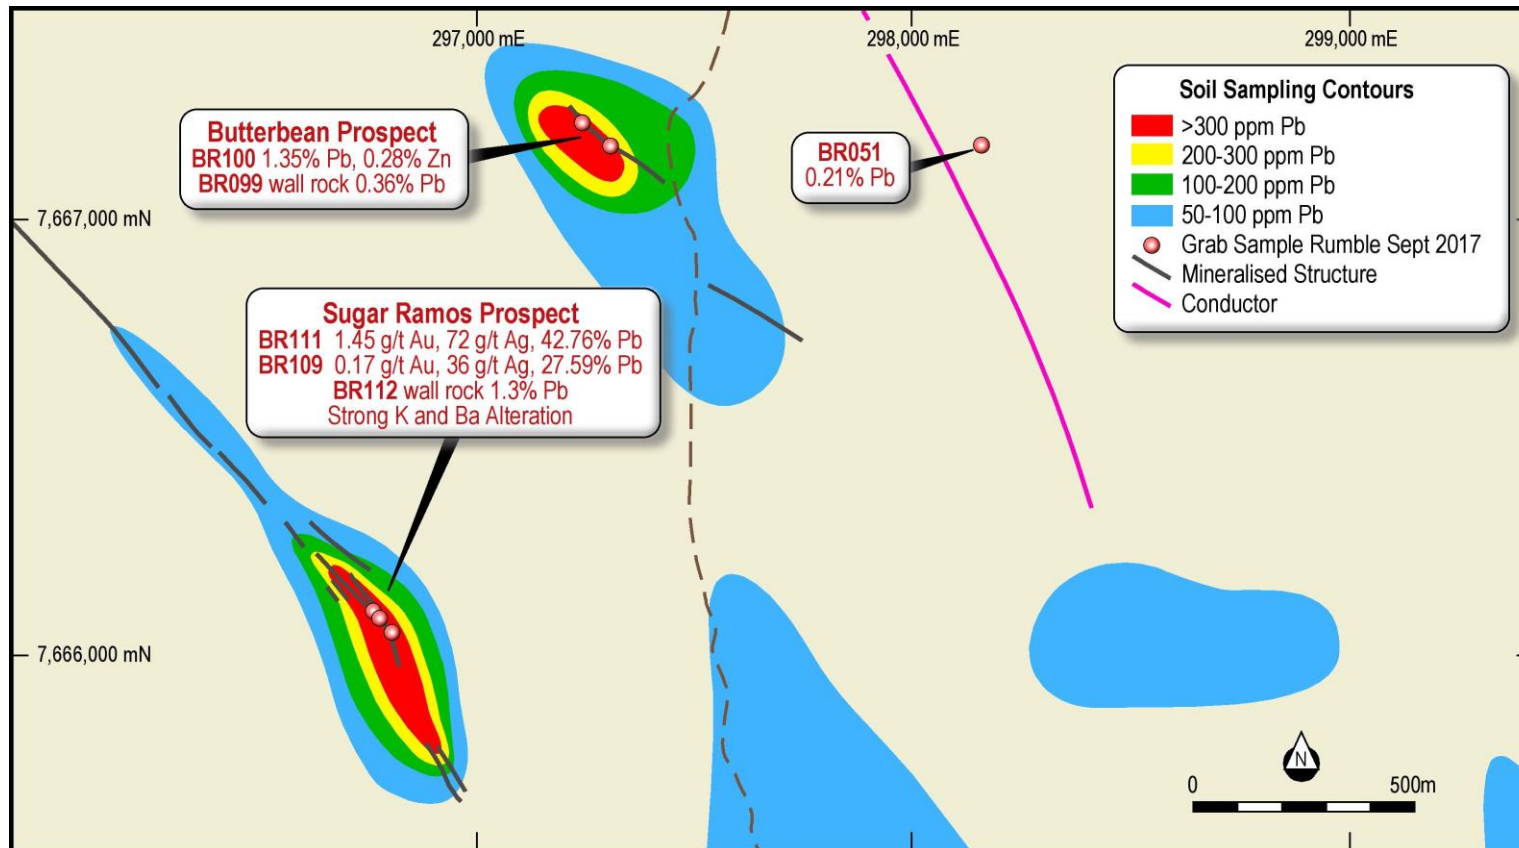 297,000 mE
298,000 mE
299,000 mE
Soil Sampling Contours
>300 ppm Pb
200-300 ppm Pb
100-200 ppm Pb
50-100 ppm Pb
Grab Sample Rumble Sept 2017
Mineralised Structure
Conductor
Butterbean Prospect
BR100 1.35% Pb, 0.28% Zn
BR099 wall rock 0.36% Pb
BR051
0.21% Pb
7,667,000 mN
Sugar Ramos Prospect
BR111 1.45 g/t Au, 72 g/t Ag, 42.76% Pb
BR109 0.17 g/t Au, 36 g/t Ag, 27.59% Pb
BR112 wall rock 1.3% Pb
Strong K and Ba Alteration
7,666,000 mN
N
0 500m